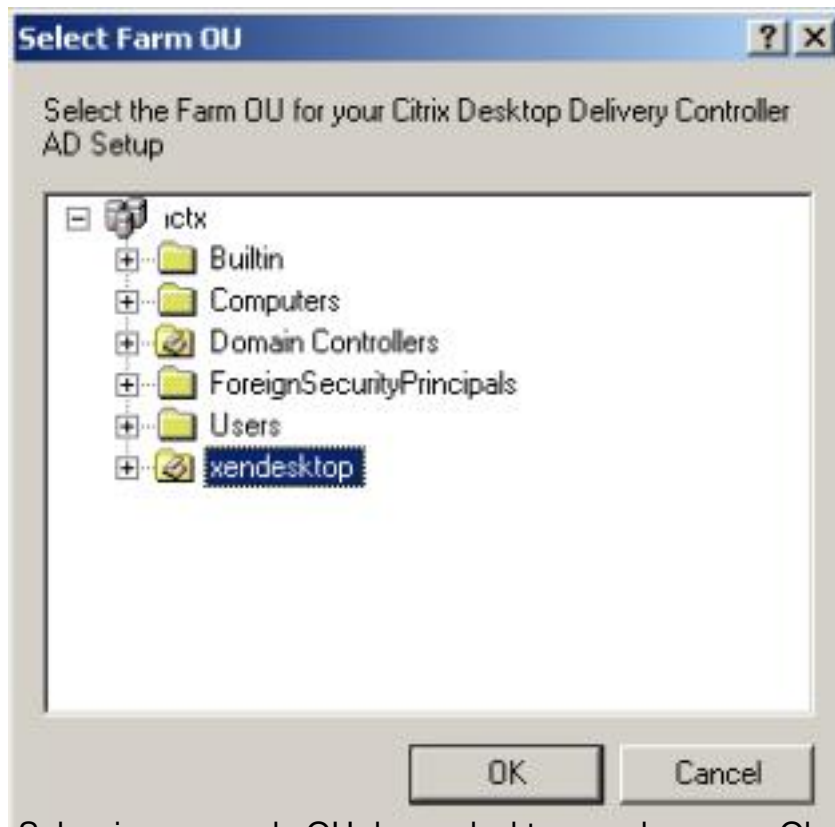 Select Farm OU
Select the Farm OU for your Citrix Desktop Delivery Controller
AD Setup
ictx
Builtin
Computers
Domain Controllers
ForeignSecurityPrincipals
Users
xendesktop
OK
Cancel